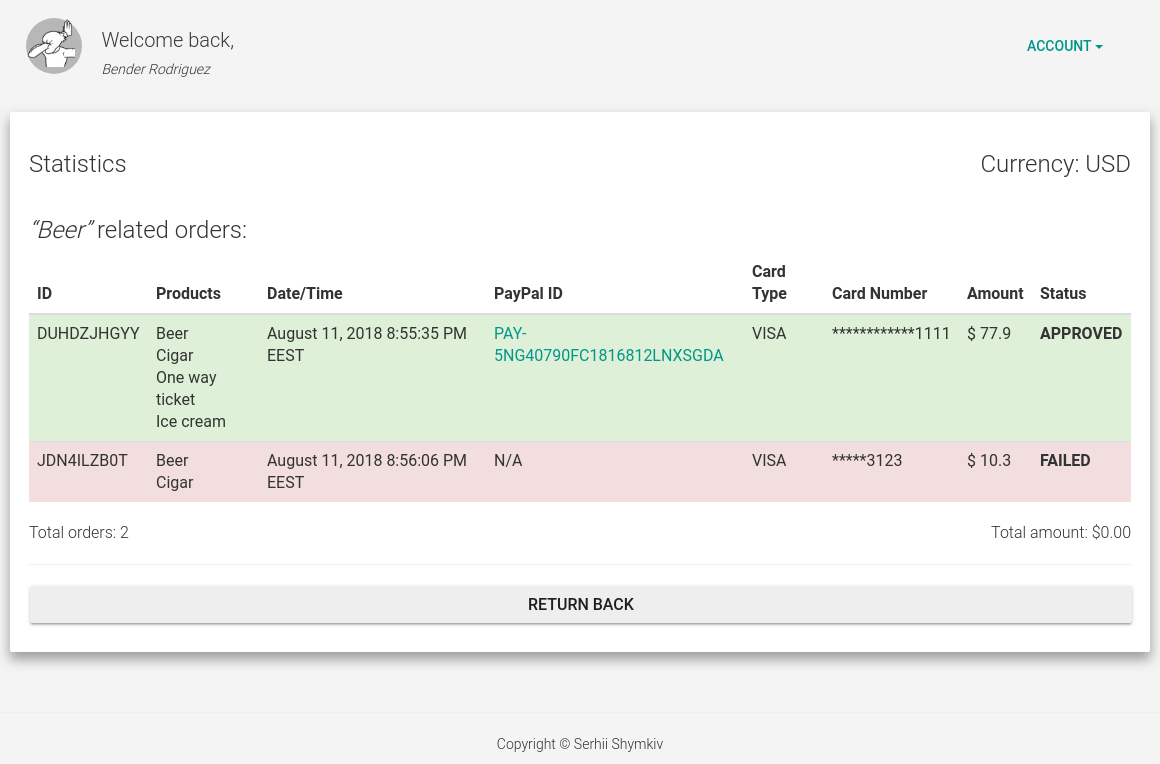 Welcome back,
Bender Rodriguez
ACCOUNT
Statistics
Currency: USD
“Beer” related orders:
ID Products Date/Time PayPal ID Card Type Card Number Amount Status
DUHDZJHGYY Beer August 11, 2018 8:55:35 PM PAY- VISA ************1111 $ 77.9 APPROVED
Cigar EEST 5NG40790FC1816812LNXSGDA
One way
ticket
Ice cream
JDN4ILZB0T Beer August 11, 2018 8:56:06 PM N/A VISA *****3123 $ 10.3 FAILED
Cigar EEST
Total orders: 2
Total amount: $0.00
RETURN BACK
Copyright © Serhii Shymkiv